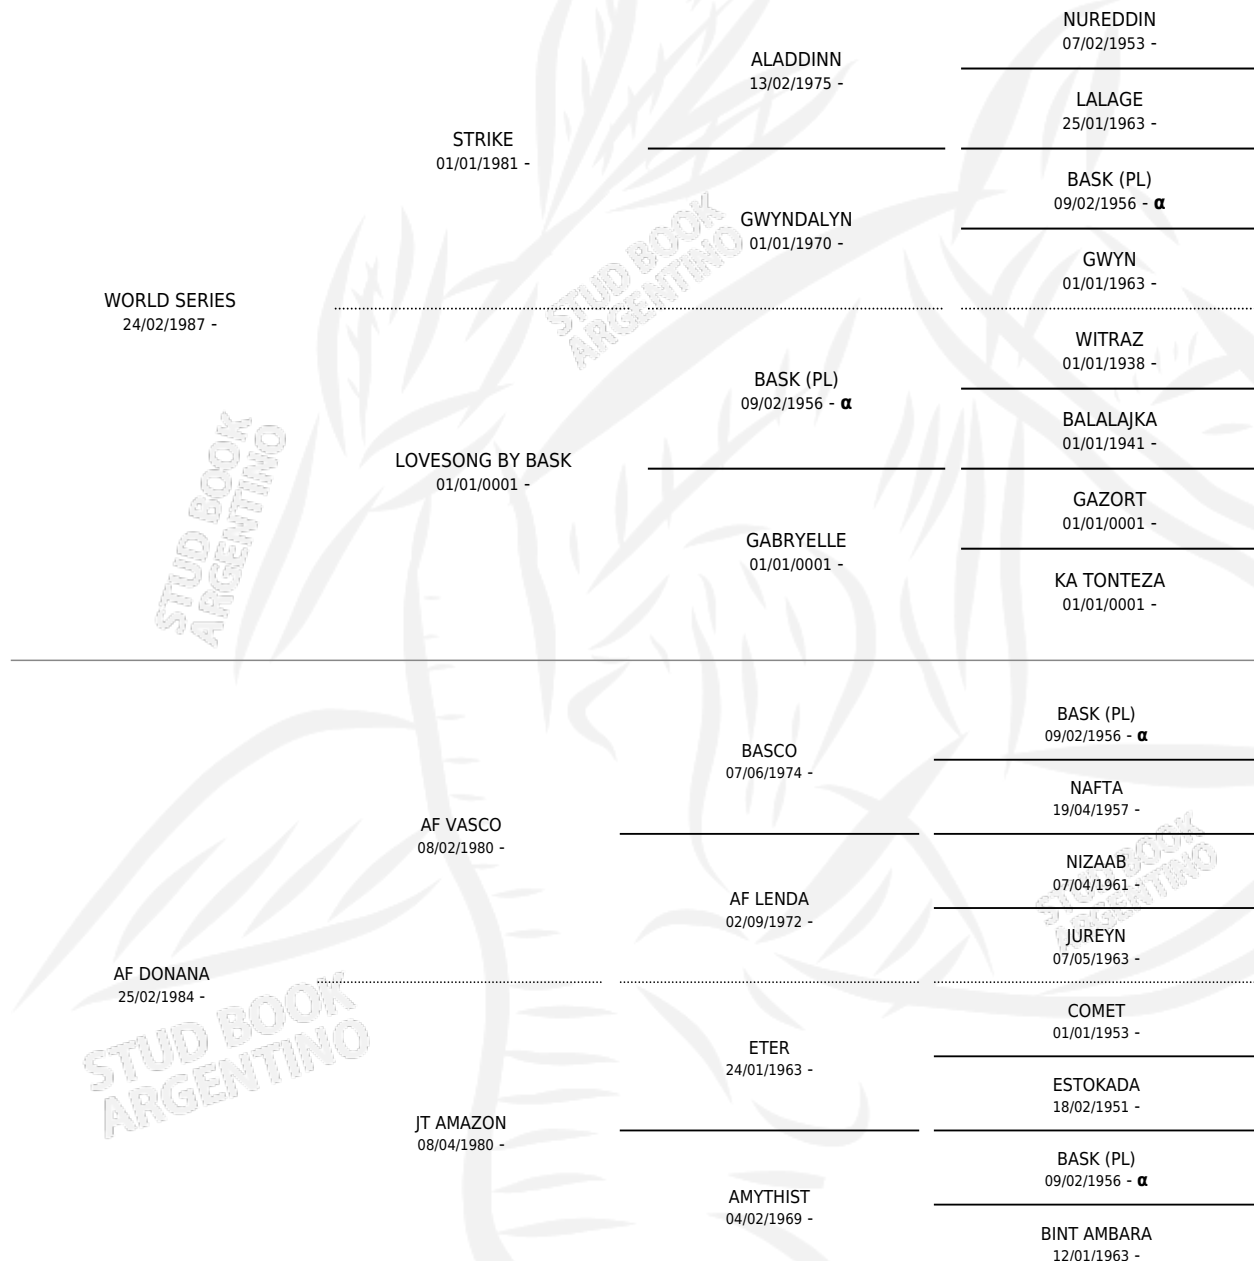 NUREDDIN
07/02/1953 -
ALADDINN
13/02/1975 -
LALAGE
25/01/1963 -
STRIKE
01/01/1981 -
BASK (PL)
09/02/1956 - α
GWYNDALYN
01/01/1970 -
GWYN
01/01/1963 -
WORLD SERIES
24/02/1987 -
WITRAZ
01/01/1938 -
BASK (PL)
09/02/1956 - α
BALALAJKA
01/01/1941 -
LOVESONG BY BASK
01/01/0001 -
GAZORT
01/01/0001 -
GABRYELLE
01/01/0001 -
KA TONTEZA
01/01/0001 -
BASK (PL)
09/02/1956 - α
BASCO
07/06/1974 -
NAFTA
19/04/1957 -
AF VASCO
08/02/1980 -
NIZAAB
07/04/1961 -
AF LENDA
02/09/1972 -
JUREYN
07/05/1963 -
AF DONANA
25/02/1984 -
COMET
01/01/1953 -
ETER
24/01/1963 -
ESTOKADA
18/02/1951 -
JT AMAZON
08/04/1980 -
BASK (PL)
09/02/1956 - α
AMYTHIST
04/02/1969 -
BINT AMBARA
12/01/1963 -
STUD BOOK
ARGENTINO
STUD BOOK
ARGENTINO
STUD BOOK
ARGENTINO
STUD BOOK
ARGENTINO